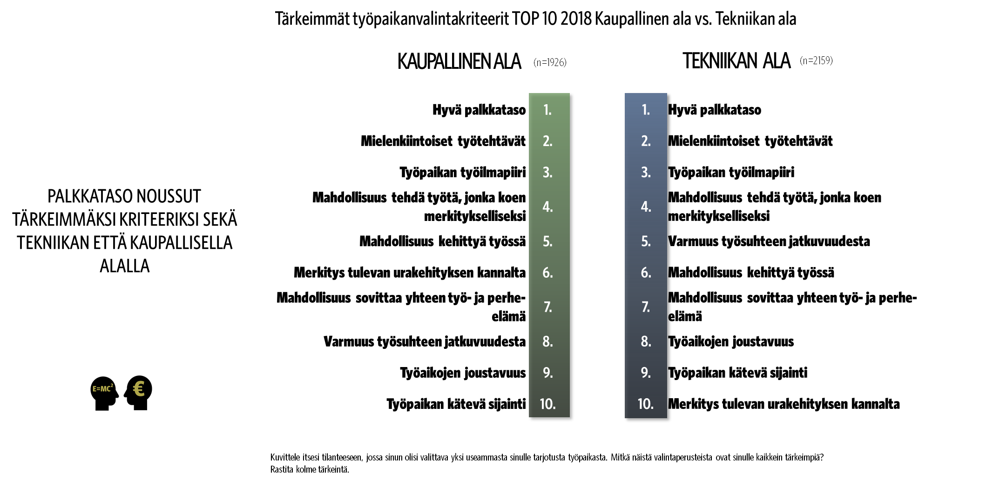 Tärkeimmät työpaikanvalintakriteerit TOP 10 2018 Kaupallinen ala vs. Tekniikan ala
PALKKATASO NOUSSUT
TÄRKEIMMÄKSI KRITEERIKSI SEKÄ
TEKNIIKAN ETTÄ KAUPALLISELLA
ALALLA
E=MC²
€
KAUPALLINEN ALA (n=1926)
Hyvä palkkataso 1.
Mielenkiintoiset työtehtävät 2.
Työpaikan työilmapiiri 3.
Mahdollisuus tehdä työtä, jonka koen
merkitykselliseksi 4.
Mahdollisuus kehittyä työssä 5.
Merkitys tulevan urakehityksen kannalta 6.
Mahdollisuus sovittaa yhteen työ- ja perhe-
elämä 7.
Varmuus työsuhteen jatkuvuudesta 8.
Työaikojen joustavuus 9.
Työpaikan kätevä sijainti 10.
TEKNIIKAN ALA (n=2159)
1. Hyvä palkkataso
2. Mielenkiintoiset työtehtävät
3. Työpaikan työilmapiiri
4. Mahdollisuus tehdä työtä, jonka koen
merkitykselliseksi
5. Varmuus työsuhteen jatkuvuudesta
6. Mahdollisuus kehittyä työssä
7. Mahdollisuus sovittaa yhteen työ- ja perhe-
elämä
8. Työaikojen joustavuus
9. Työpaikan kätevä sijainti
10. Merkitys tulevan urakehityksen kannalta
Kuvittele itsesi tilanteeseen, jossa sinun olisi valittava yksi useammasta sinulle tarjotusta työpaikasta. Mitkä näistä valintaperusteista ovat sinulle kaikkein tärkeimpiä?
Rastita kolme tärkeintä.